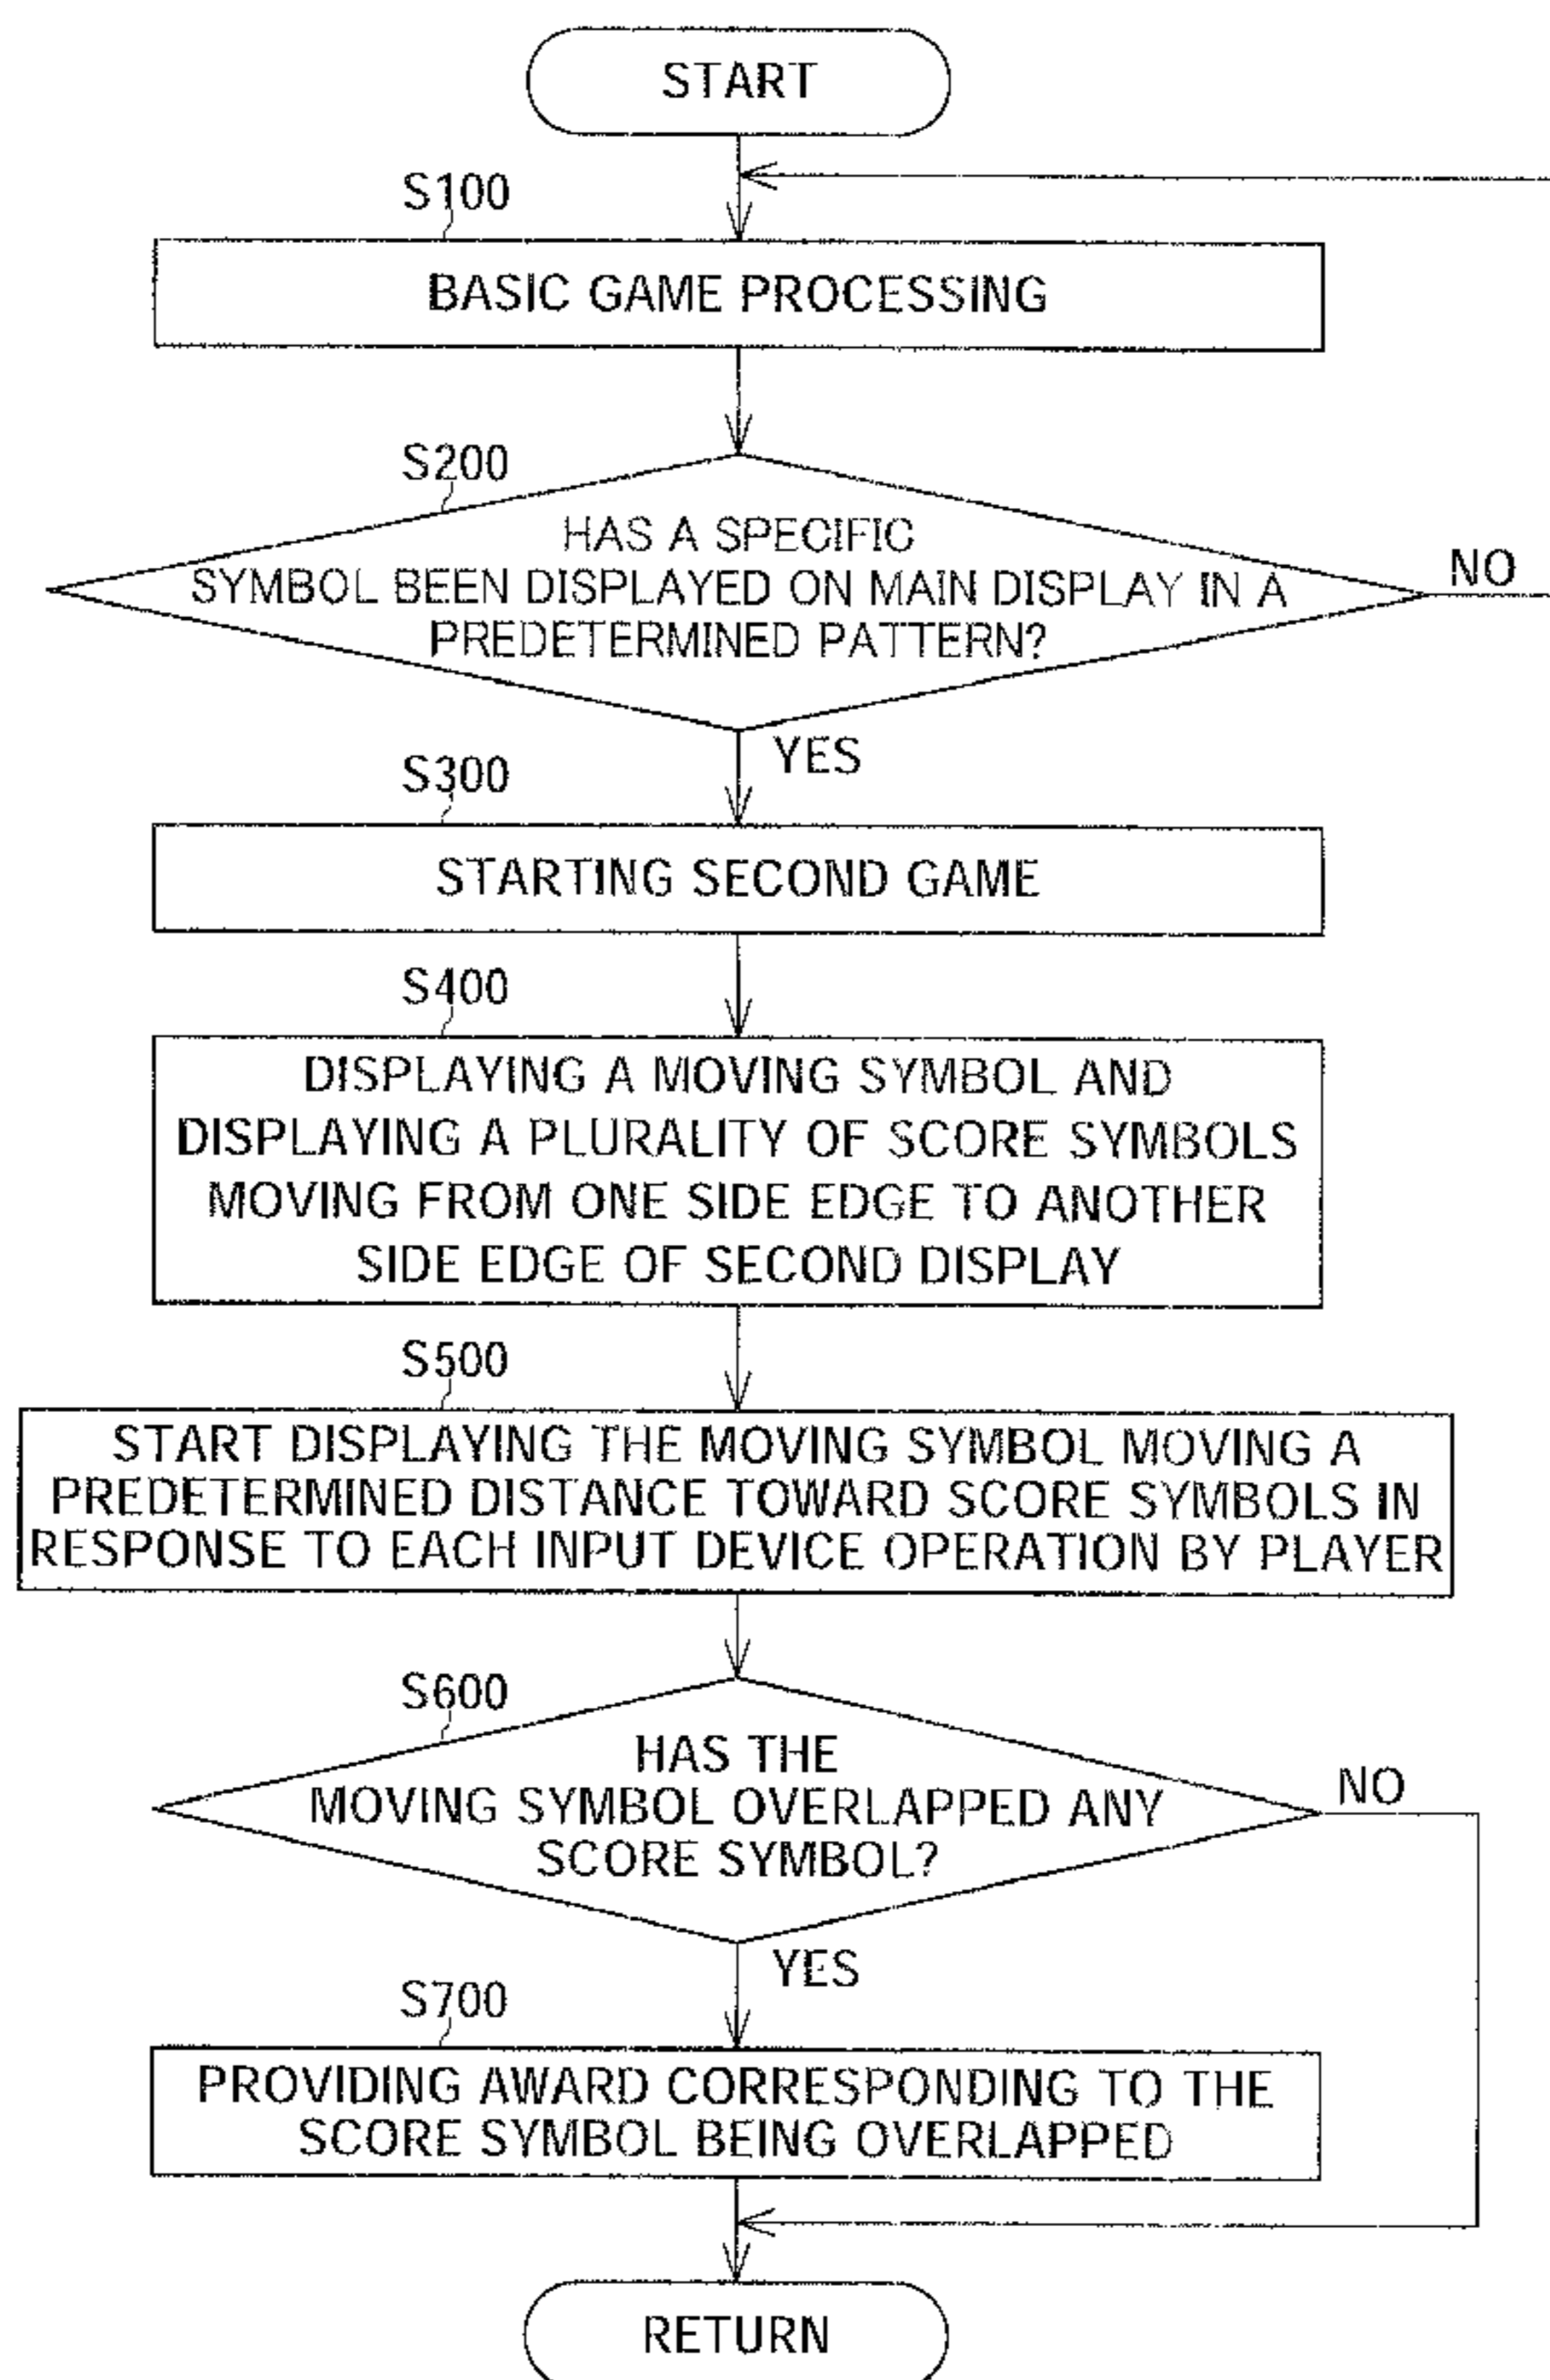 START
S100
BASIC GAME PROCESSING
S200
HAS A SPECIFIC
SYMBOL BEEN DISPLAYED ON MAIN DISPLAY IN A
PREDETERMINED PATTERN?
NO
YES
S300
STARTING SECOND GAME
S400
DISPLAYING A MOVING SYMBOL AND
DISPLAYING A PLURALITY OF SCORE SYMBOLS
MOVING FROM ONE SIDE EDGE TO ANOTHER
SIDE EDGE OF SECOND DISPLAY
S500
START DISPLAYING THE MOVING SYMBOL MOVING A
PREDETERMINED DISTANCE TOWARD SCORE SYMBOLS IN
RESPONSE TO EACH INPUT DEVICE OPERATION BY PLAYER
S600
HAS THE
MOVING SYMBOL OVERLAPPED ANY
SCORE SYMBOL?
NO
YES
S700
PROVIDING AWARD CORRESPONDING TO THE
SCORE SYMBOL BEING OVERLAPPED
RETURN